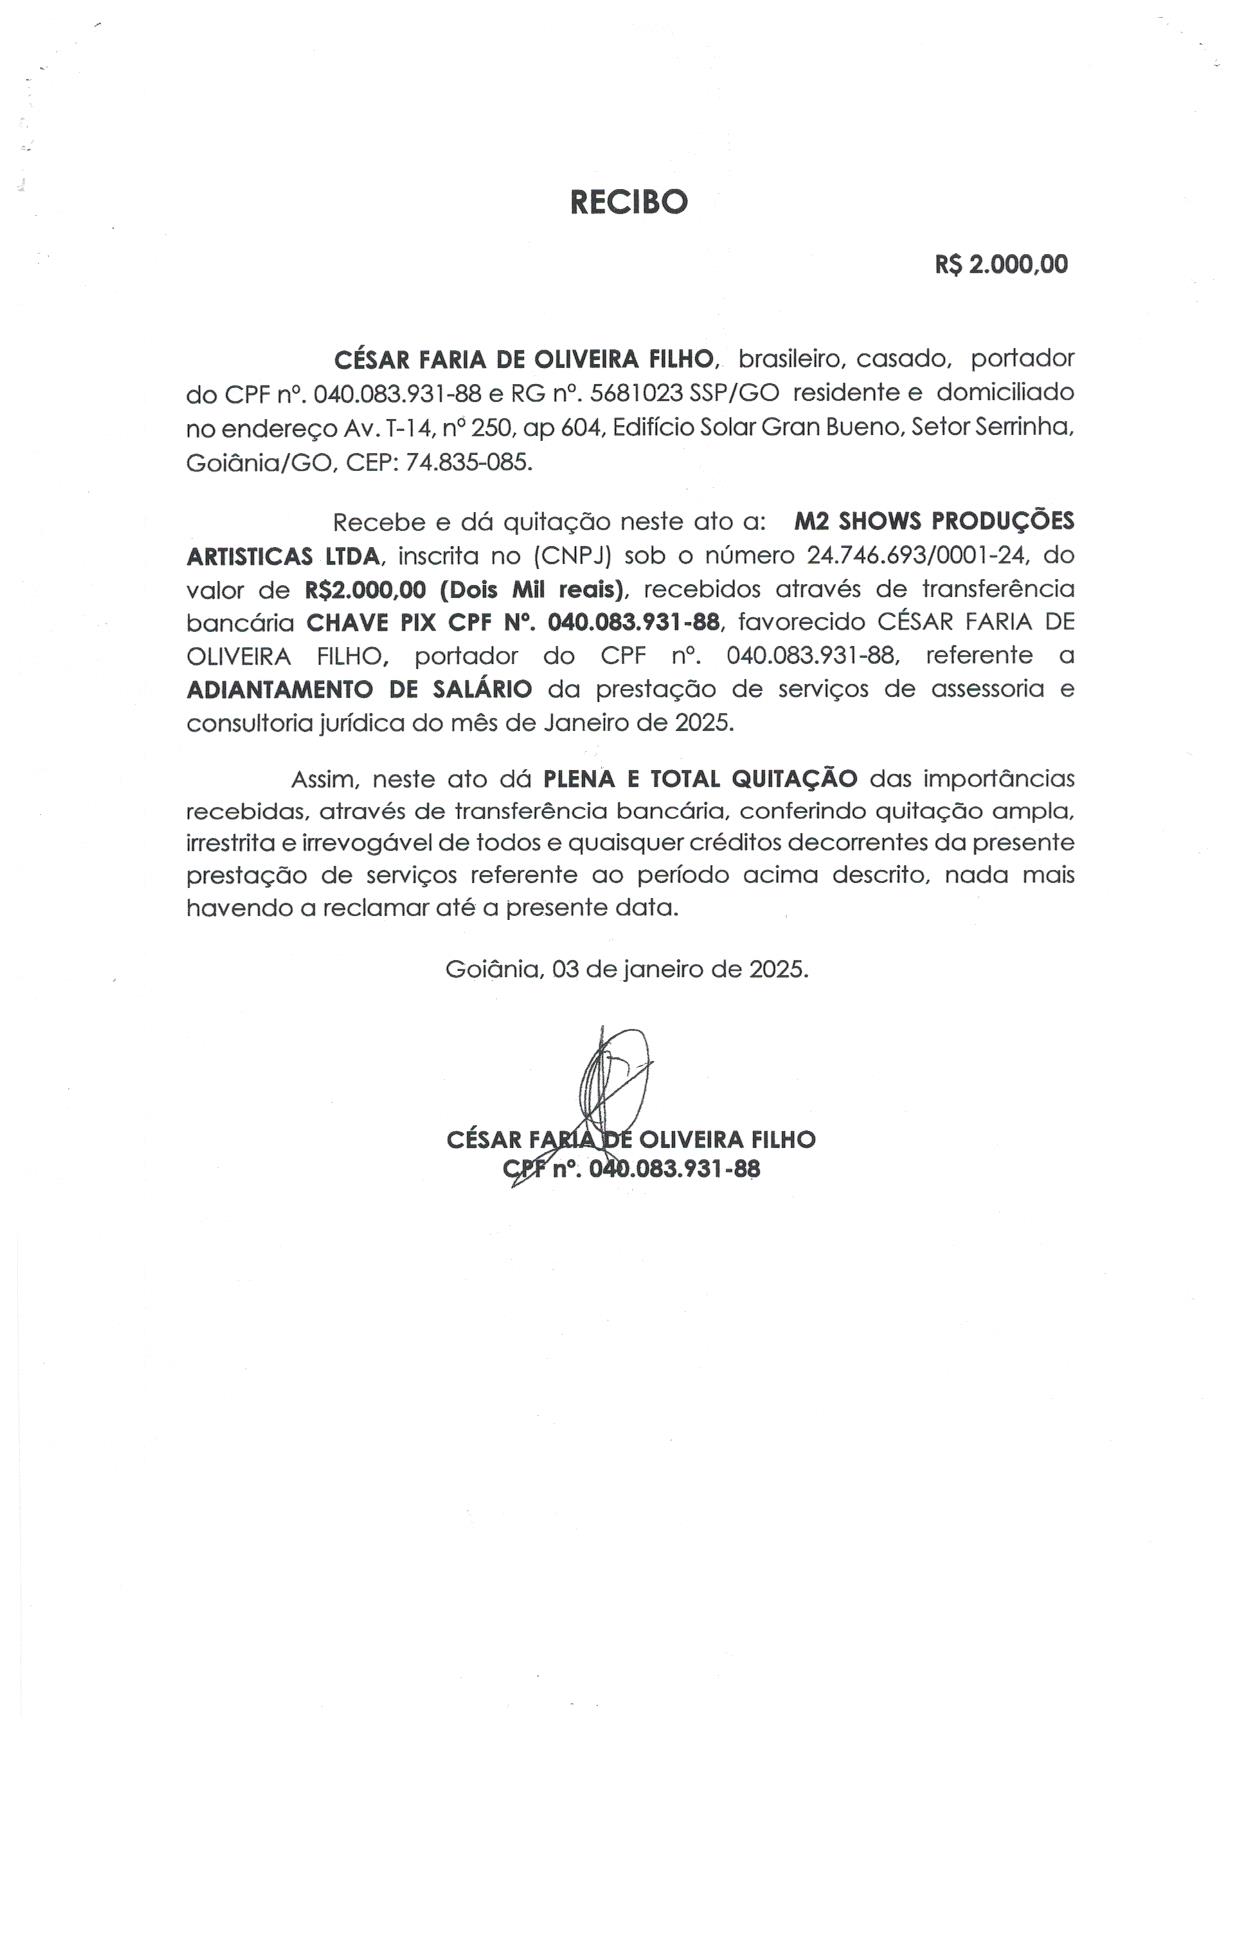 RECIBO
R$ 2.000,00
CÉSAR FARIA DE OLIVEIRA FILHO, brasileiro, casado, portador
do CPF nº. 040.083.931-88 e RG nº. 5681023 SSP/GO residente e domiciliado
no endereço Av. T-14, nº 250, ap 604, Edifício Solar Gran Bueno, Setor Serrinha,
Goiânia/GO, CEP: 74.835-085.
Recebe e dá quitação neste ato a: M2 SHOWS PRODUÇÕES
ARTISTICAS LTDA, inscrita no (CNPJ) sob o número 24.746.693/0001-24, do
valor de R$2.000,00 (Dois Mil reais), recebidos através de transferência
bancária CHAVE PIX CPF Nº. 040.083.931-88, favorecido CÉSAR FARIA DE
OLIVEIRA FILHO, portador do CPF nº. 040.083.931-88, referente a
ADIANTAMENTO DE SALÁRIO da prestação de serviços de assessoria e
consultoria jurídica do mês de Janeiro de 2025.
Assim, neste ato dá PLENA E TOTAL QUITAÇÃO das importâncias
recebidas, através de transferência bancária, conferindo quitação ampla,
irrestrita e irrevogável de todos e quaisquer créditos decorrentes da presente
prestação de serviços referente ao período acima descrito, nada mais
havendo a reclamar até a presente data.
Goiânia, 03 de janeiro de 2025.
CÉSAR FARIA DE OLIVEIRA FILHO
CPF nº. 040.083.931-88